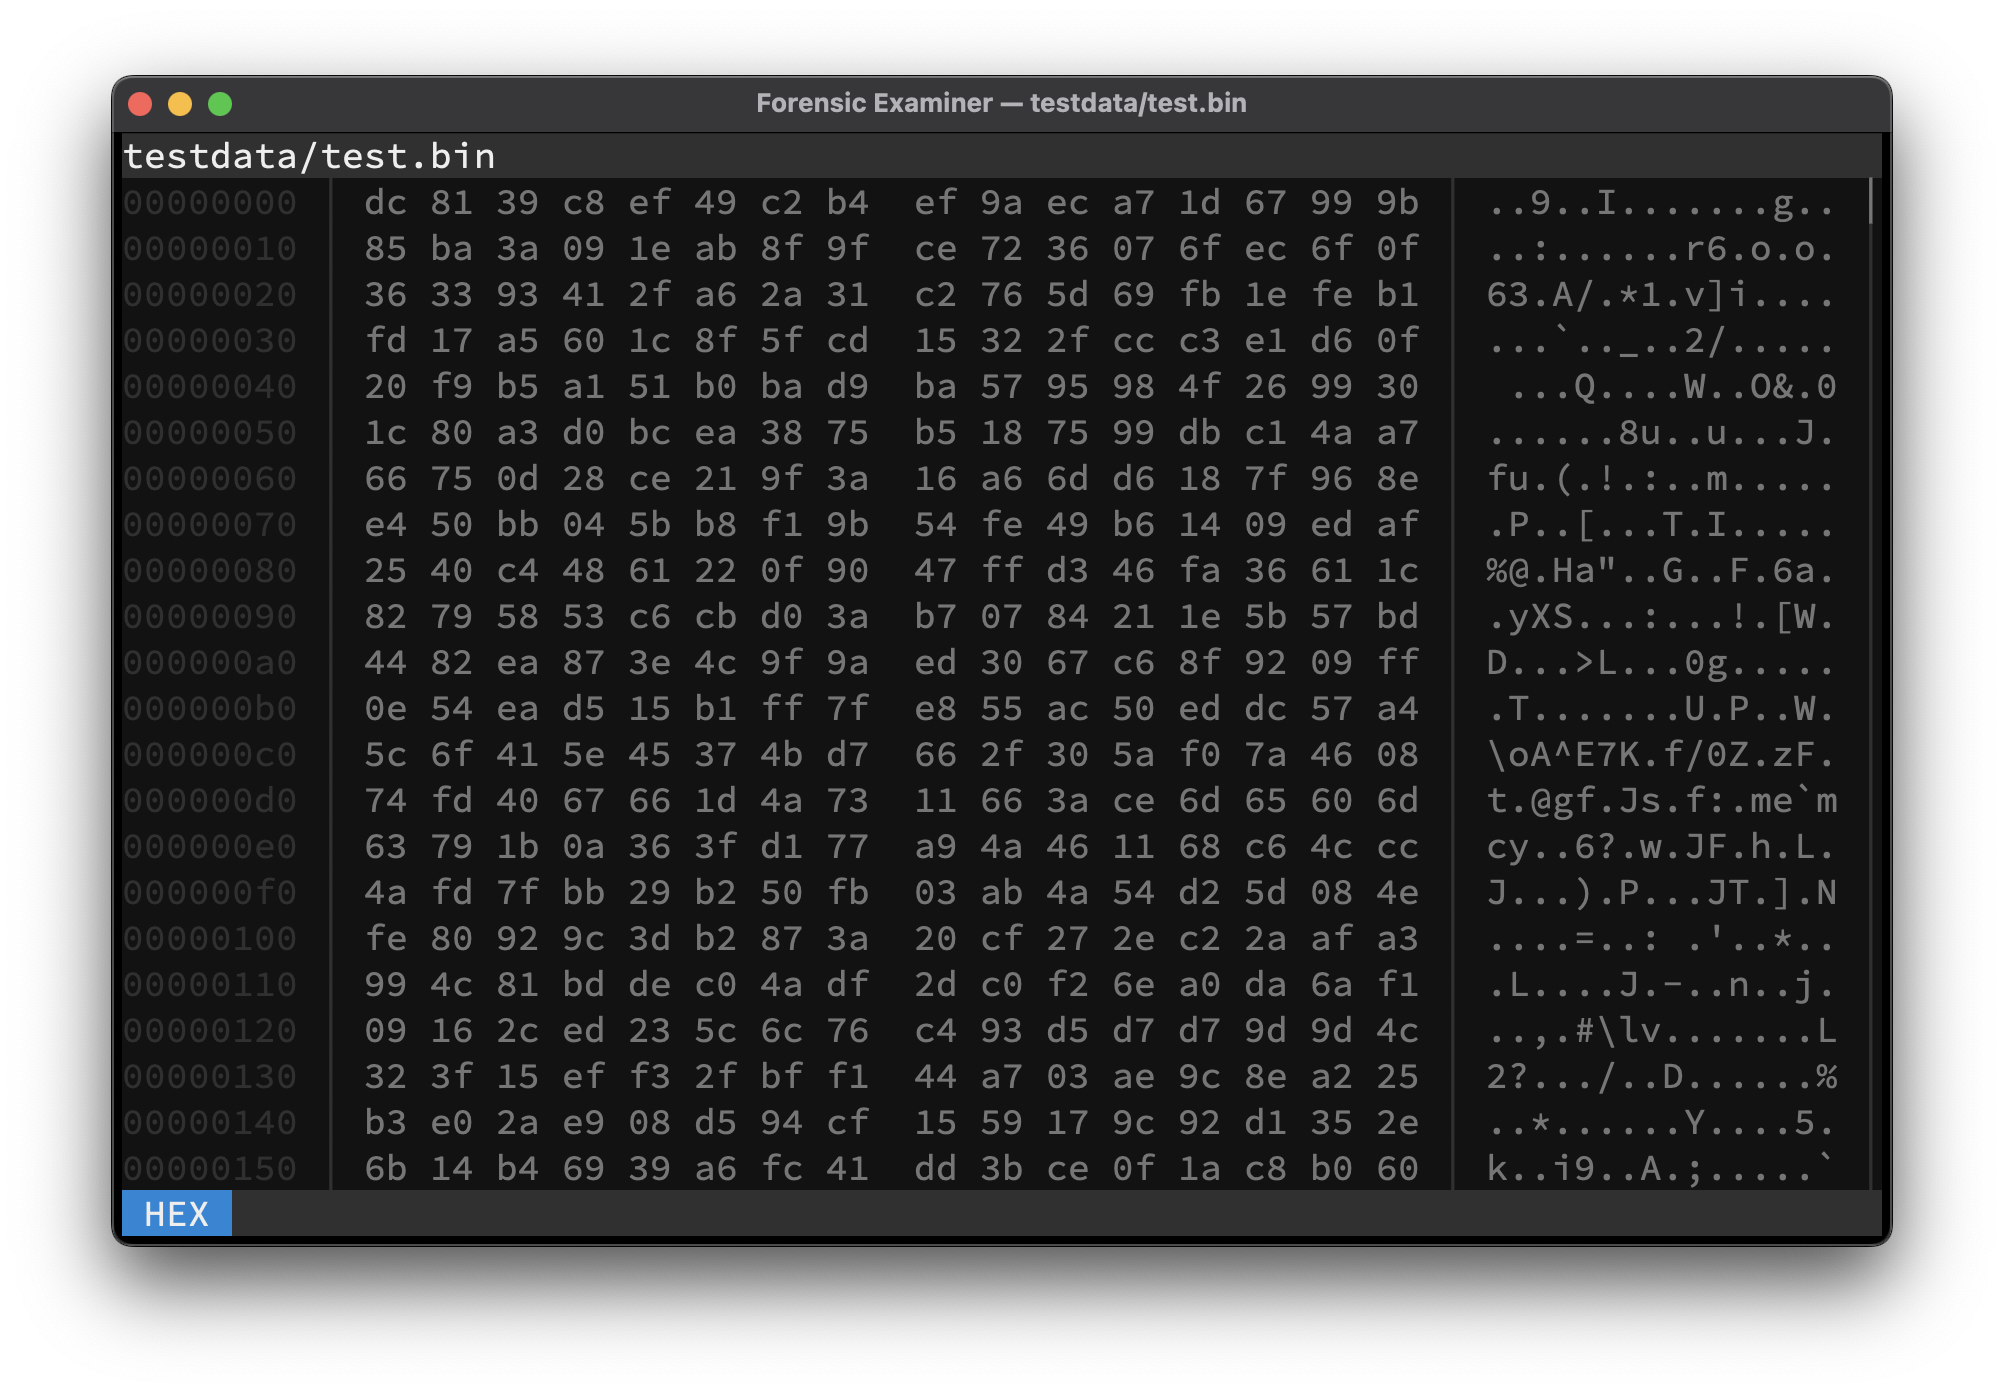 Forensic Examiner — testdata/test.bin
testdata/test.bin
00000000 dc 81 39 c8 ef 49 c2 b4 ef 9a ec a7 1d 67 99 9b ..9..I.......g..
00000010 85 ba 3a 09 1e ab 8f 9f ce 72 36 07 6f ec 6f 0f ..:......r6.o.o.
00000020 36 33 93 41 2f a6 2a 31 c2 76 5d 69 fb 1e fe b1 63.A/.*1.v]i....
00000030 fd 17 a5 60 1c 8f 5f cd 15 32 2f cc c3 e1 d6 0f ...`.._..2/.....
00000040 20 f9 b5 a1 51 b0 ba d9 ba 57 95 98 4f 26 99 30  ...Q....W..O&.0
00000050 1c 80 a3 d0 bc ea 38 75 b5 18 75 99 db c1 4a a7 ......8u..u...J.
00000060 66 75 0d 28 ce 21 9f 3a 16 a6 6d d6 18 7f 96 8e fu.(.!.:..m.....
00000070 e4 50 bb 04 5b b8 f1 9b 54 fe 49 b6 14 09 ed af .P..[...T.I.....
00000080 25 40 c4 48 61 22 0f 90 47 ff d3 46 fa 36 61 1c %@.Ha"..G..F.6a.
00000090 82 79 58 53 c6 cb d0 3a b7 07 84 21 1e 5b 57 bd .yXS...:...!.[W.
000000a0 44 82 ea 87 3e 4c 9f 9a ed 30 67 c6 8f 92 09 ff D...>L...0g.....
000000b0 0e 54 ea d5 15 b1 ff 7f e8 55 ac 50 ed dc 57 a4 .T.......U.P..W.
000000c0 5c 6f 41 5e 45 37 4b d7 66 2f 30 5a f0 7a 46 08 \oA^E7K.f/0Z.zF.
000000d0 74 fd 40 67 66 1d 4a 73 11 66 3a ce 6d 65 60 6d t.@gf.Js.f:.me`m
000000e0 63 79 1b 0a 36 3f d1 77 a9 4a 46 11 68 c6 4c cc cy..6?.w.JF.h.L.
000000f0 4a fd 7f bb 29 b2 50 fb 03 ab 4a 54 d2 5d 08 4e J...).P...JT.].N
00000100 fe 80 92 9c 3d b2 87 3a 20 cf 27 2e c2 2a af a3 ....=..: .'..*..
00000110 99 4c 81 bd de c0 4a df 2d c0 f2 6e a0 da 6a f1 .L....J.-..n..j.
00000120 09 16 2c ed 23 5c 6c 76 c4 93 d5 d7 d7 9d 9d 4c ..,.#\lv.......L
00000130 32 3f 15 ef f3 2f bf f1 44 a7 03 ae 9c 8e a2 25 2?.../..D......%
00000140 b3 e0 2a e9 08 d5 94 cf 15 59 17 9c 92 d1 35 2e ..*......Y....5.
00000150 6b 14 b4 69 39 a6 fc 41 dd 3b ce 0f 1a c8 b0 60 k..i9..A.;.....`
HEX